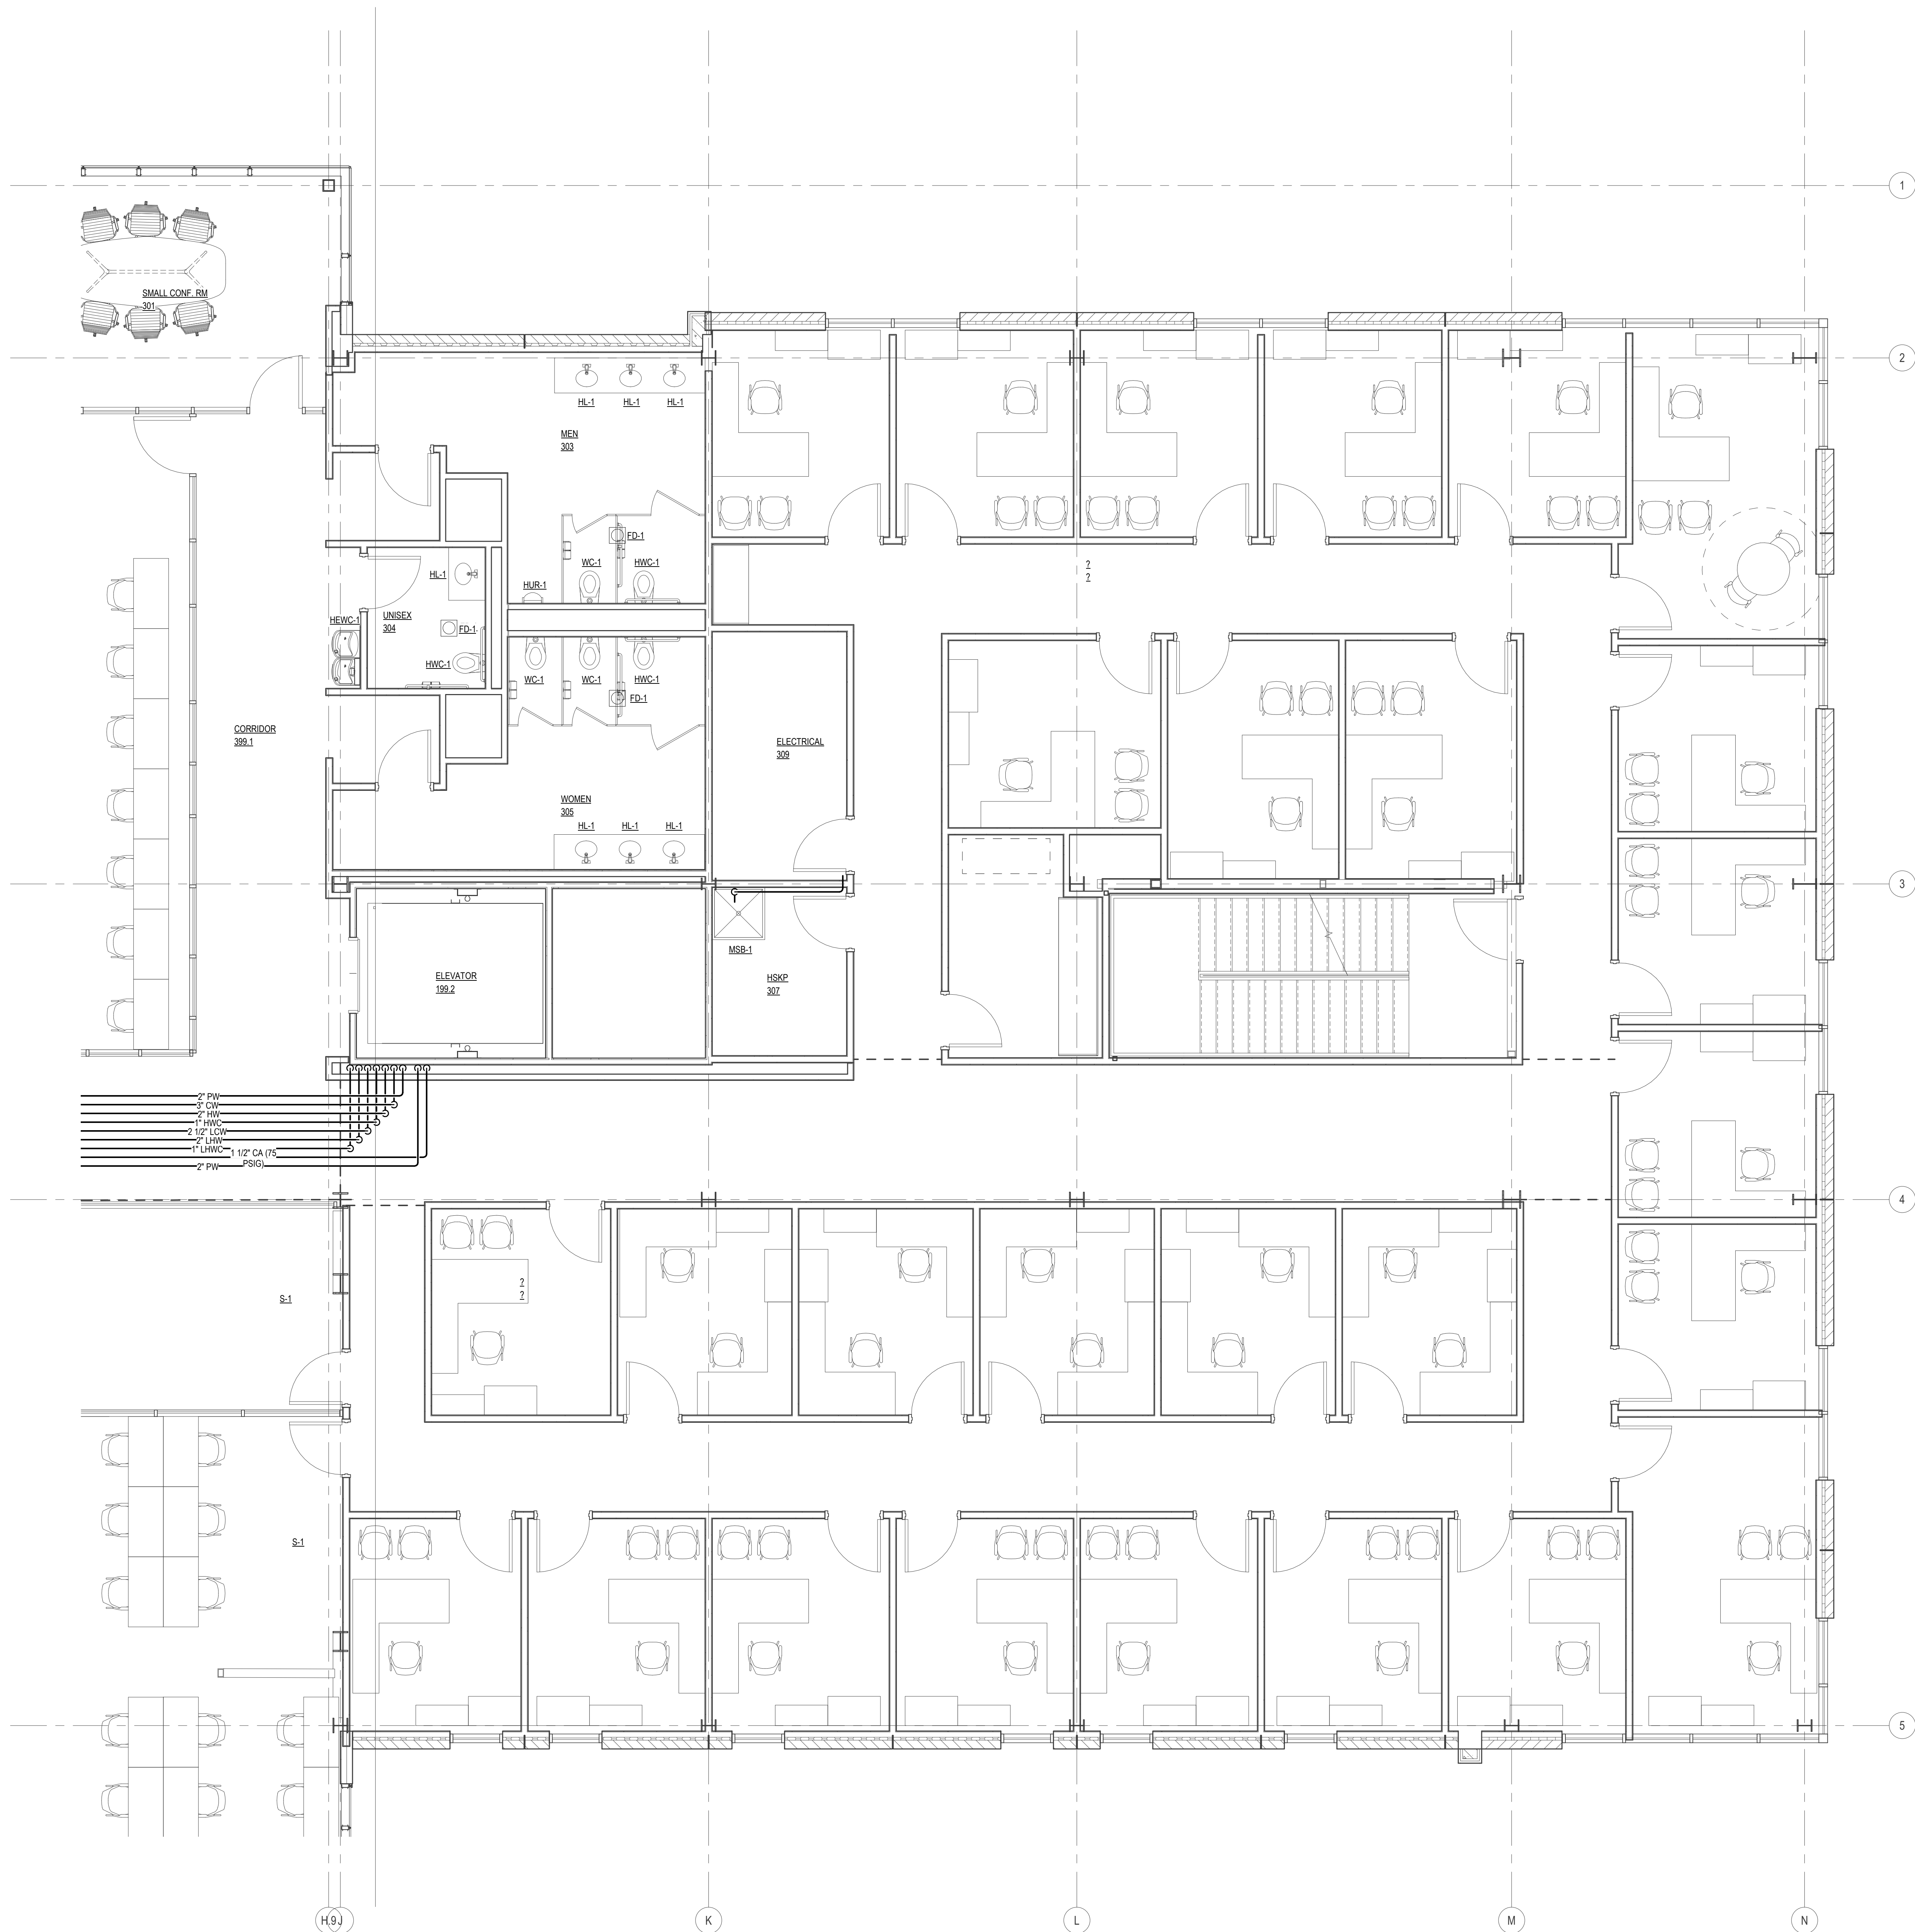 1
SMALL CONF. RM
301
2
HL-1
HL-1
HL-1
MEN
303
FD-1
WC-1
HWC-1
HUR-1
?
?
HL-1
HEWC-1
UNISEX
304
FD-1
HWC-1
WC-1
WC-1
HWC-1
FD-1
CORRIDOR
399.1
ELECTRICAL
309
WOMEN
305
HL-1
HL-1
HL-1
3
MSB-1
ELEVATOR
199.2
HSKP
307
2" PW
3" CW
2" HW
1" HWC
2 1/2" LCW
2" LHW
1" LHWC
1 1/2" CA (75
PSIG)
2" PW
4
?
?
S-1
S-1
5
H.9
J
K
L
M
N